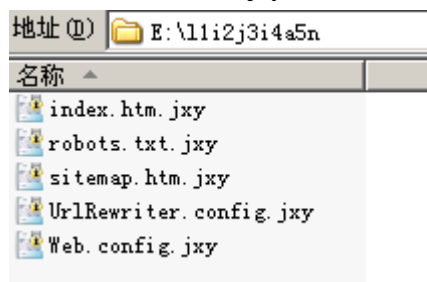 地址(D) E:\l1i2j3i4a5n
名称
index.htm.jxy
robots.txt.jxy
sitemap.htm.jxy
UrlRewriter.config.jxy
Web.config.jxy